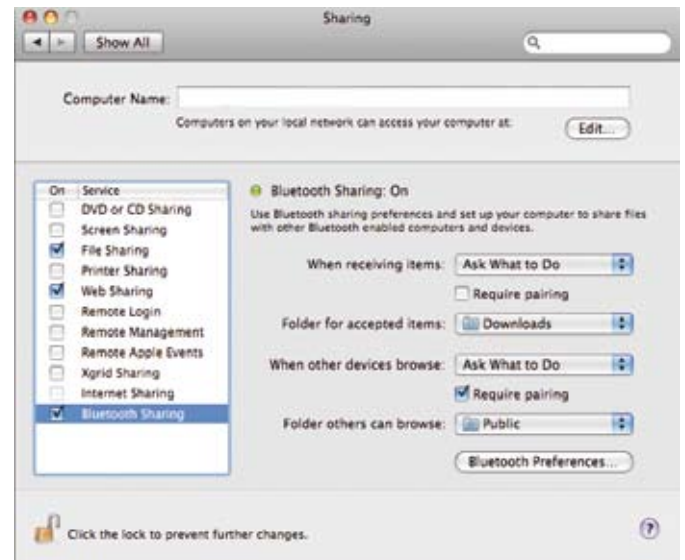 Sharing
Show All
Computer Name:
Computers on your local network can access your computer at:
Edit...
On Service
DVD or CD Sharing
Screen Sharing
File Sharing
Printer Sharing
Web Sharing
Remote Login
Remote Management
Remote Apple Events
Xgrid Sharing
Internet Sharing
Bluetooth Sharing
Bluetooth Sharing: On
Use Bluetooth sharing preferences and set up your computer to share files
with other Bluetooth enabled computers and devices.
When receiving items: Ask What to Do
Require pairing
Folder for accepted items: Downloads
When other devices browse: Ask What to Do
Require pairing
Folder others can browse: Public
Bluetooth Preferences...
Click the lock to prevent further changes.
?